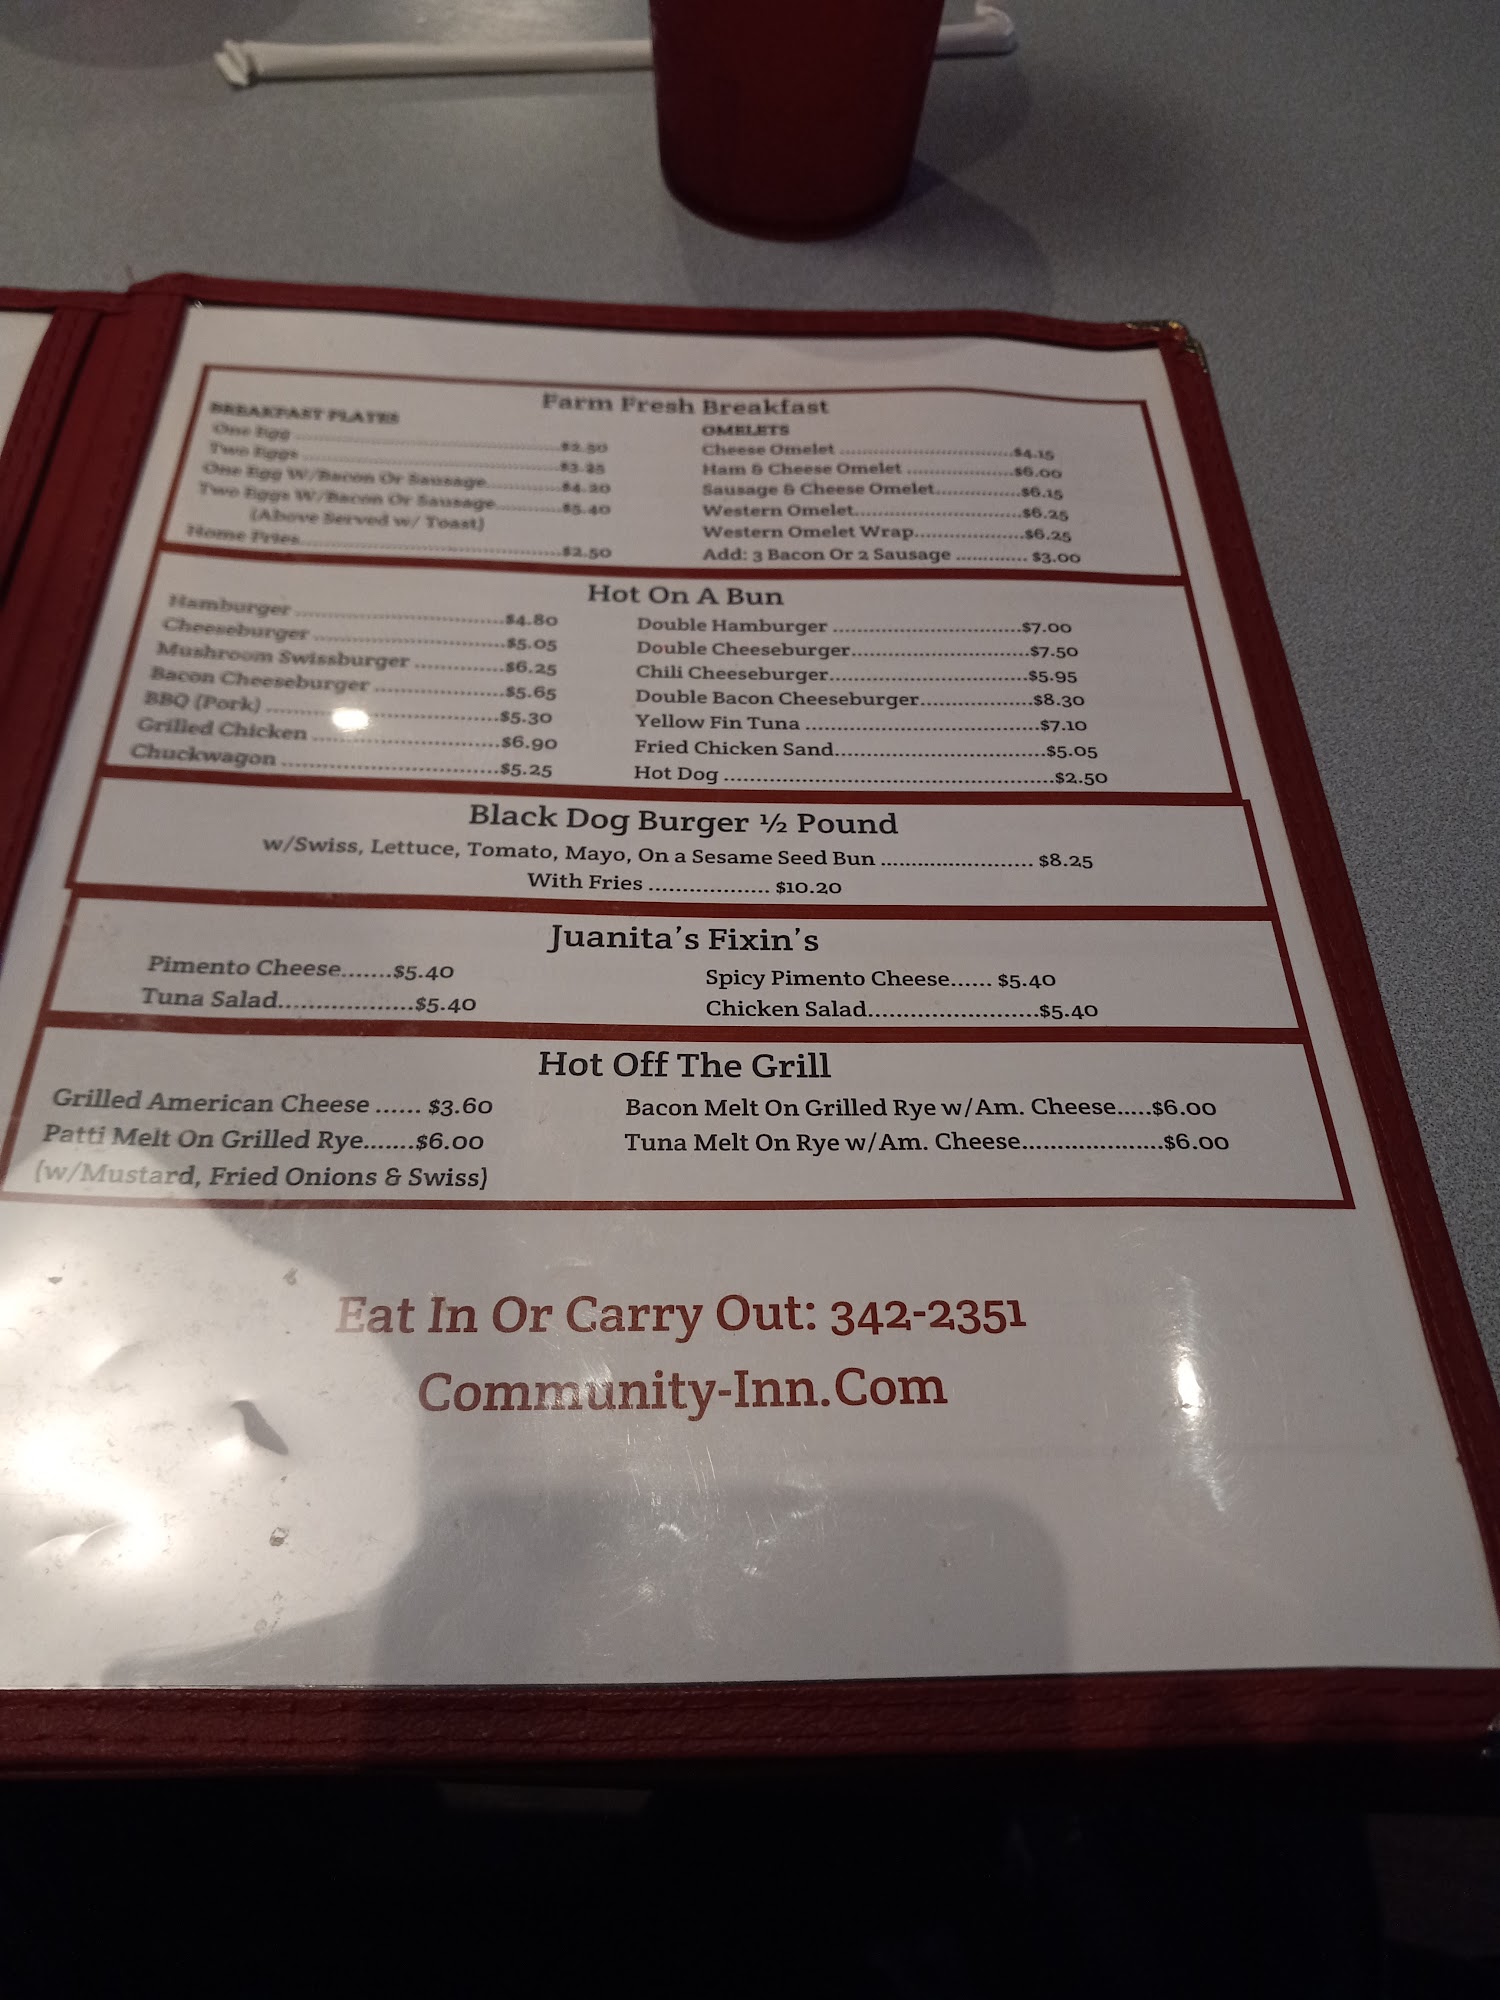 Farm Fresh Breakfast
BREAKFAST PLATES
One Egg ........ $2.50
Two Eggs ........ $3.25
One Egg W/Bacon Or Sausage ........ $4.20
Two Eggs W/Bacon Or Sausage ........ $5.40
(Above Served w/ Toast)
Home Fries ........ $2.50
OMELETS
Cheese Omelet ........ $4.15
Ham & Cheese Omelet ........ $6.00
Sausage & Cheese Omelet ........ $6.15
Western Omelet ........ $6.25
Western Omelet Wrap ........ $6.25
Add: 3 Bacon Or 2 Sausage ........ $3.00
Hot On A Bun
Hamburger ........ $4.80
Cheeseburger ........ $5.05
Mushroom Swissburger ........ $6.25
Bacon Cheeseburger ........ $5.65
BBQ (Pork) ........ $5.30
Grilled Chicken ........ $6.90
Chuckwagon ........ $5.25
Double Hamburger ........ $7.00
Double Cheeseburger ........ $7.50
Chili Cheeseburger ........ $5.95
Double Bacon Cheeseburger ........ $8.30
Yellow Fin Tuna ........ $7.10
Fried Chicken Sand ........ $5.05
Hot Dog ........ $2.50
Black Dog Burger ½ Pound
w/Swiss, Lettuce, Tomato, Mayo, On a Sesame Seed Bun ........ $8.25
With Fries ........ $10.20
Juanita's Fixin's
Pimento Cheese ........ $5.40
Tuna Salad ........ $5.40
Spicy Pimento Cheese ........ $5.40
Chicken Salad ........ $5.40
Hot Off The Grill
Grilled American Cheese ...... $3.60
Patti Melt On Grilled Rye ....... $6.00
(w/Mustard, Fried Onions & Swiss)
Bacon Melt On Grilled Rye w/Am. Cheese ..... $6.00
Tuna Melt On Rye w/Am. Cheese ........ $6.00
Eat In Or Carry Out: 342-2351
Community-Inn.Com